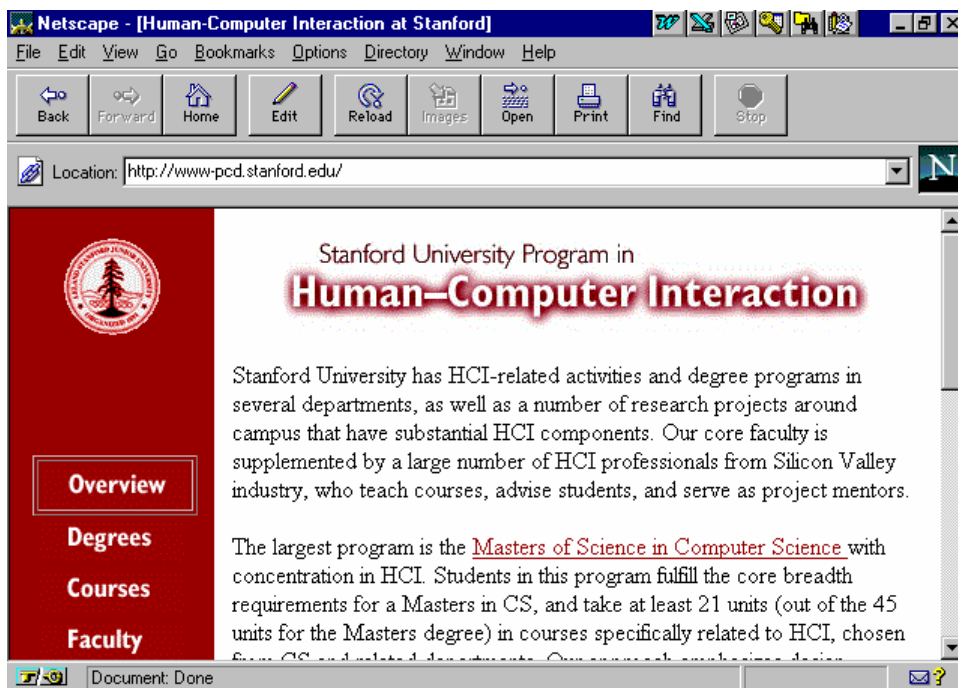 Netscape - [Human-Computer Interaction at Stanford]
File Edit View Go Bookmarks Options Directory Window Help
Back Forward Home Edit Reload Images Open Print Find Stop
Location: http://www-pcd.stanford.edu/
N
Stanford University Program in
Human–Computer Interaction
Stanford University has HCI-related activities and degree programs in
several departments, as well as a number of research projects around
campus that have substantial HCI components. Our core faculty is
supplemented by a large number of HCI professionals from Silicon Valley
industry, who teach courses, advise students, and serve as project mentors.
Overview
Degrees
Courses
Faculty
The largest program is the Masters of Science in Computer Science with
concentration in HCI. Students in this program fulfill the core breadth
requirements for a Masters in CS, and take at least 21 units (out of the 45
units for the Masters degree) in courses specifically related to HCI, chosen
Document: Done